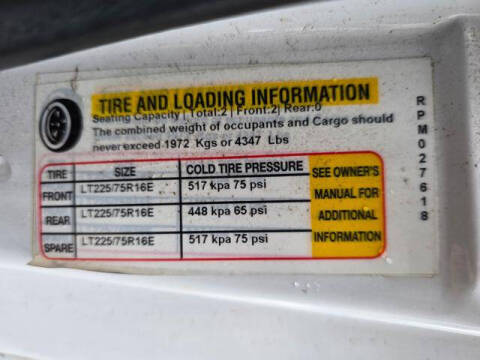 TIRE AND LOADING INFORMATION
Seating Capacity | Total:2 | Front:2| Rear:0
The combined weight of occupants and Cargo should
never exceed 1972 Kgs or 4347 Lbs
TIRE SIZE COLD TIRE PRESSURE
FRONT LT225/75R16E 517 kpa 75 psi
REAR LT225/75R16E 448 kpa 65 psi
SPARE LT225/75R16E 517 kpa 75 psi
SEE OWNER'S
MANUAL FOR
ADDITIONAL
INFORMATION
RPM027618